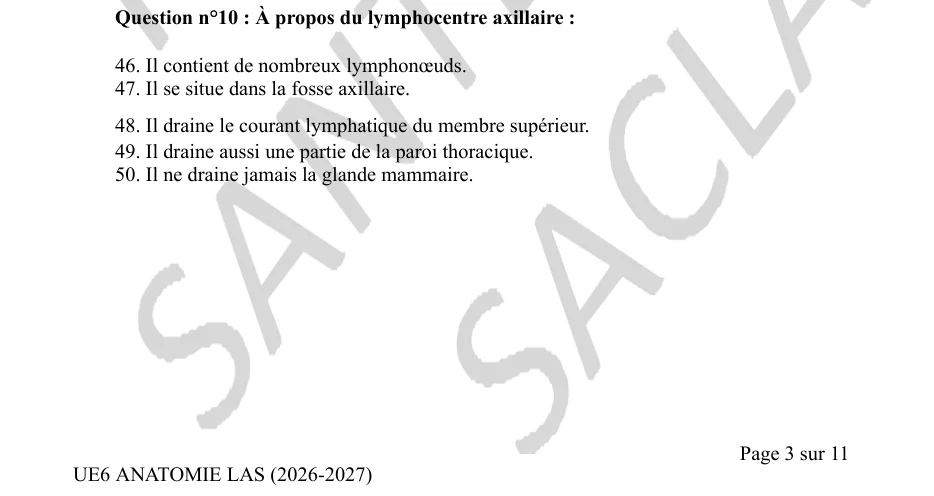 Question n°10 : À propos du lymphocentre axillaire :
46. Il contient de nombreux lymphonœuds.
47. Il se situe dans la fosse axillaire.
48. Il draine le courant lymphatique du membre supérieur.
49. Il draine aussi une partie de la paroi thoracique.
50. Il ne draine jamais la glande mammaire.
SANT
SACLA
Page 3 sur 11
UE6 ANATOMIE LAS (2026-2027)